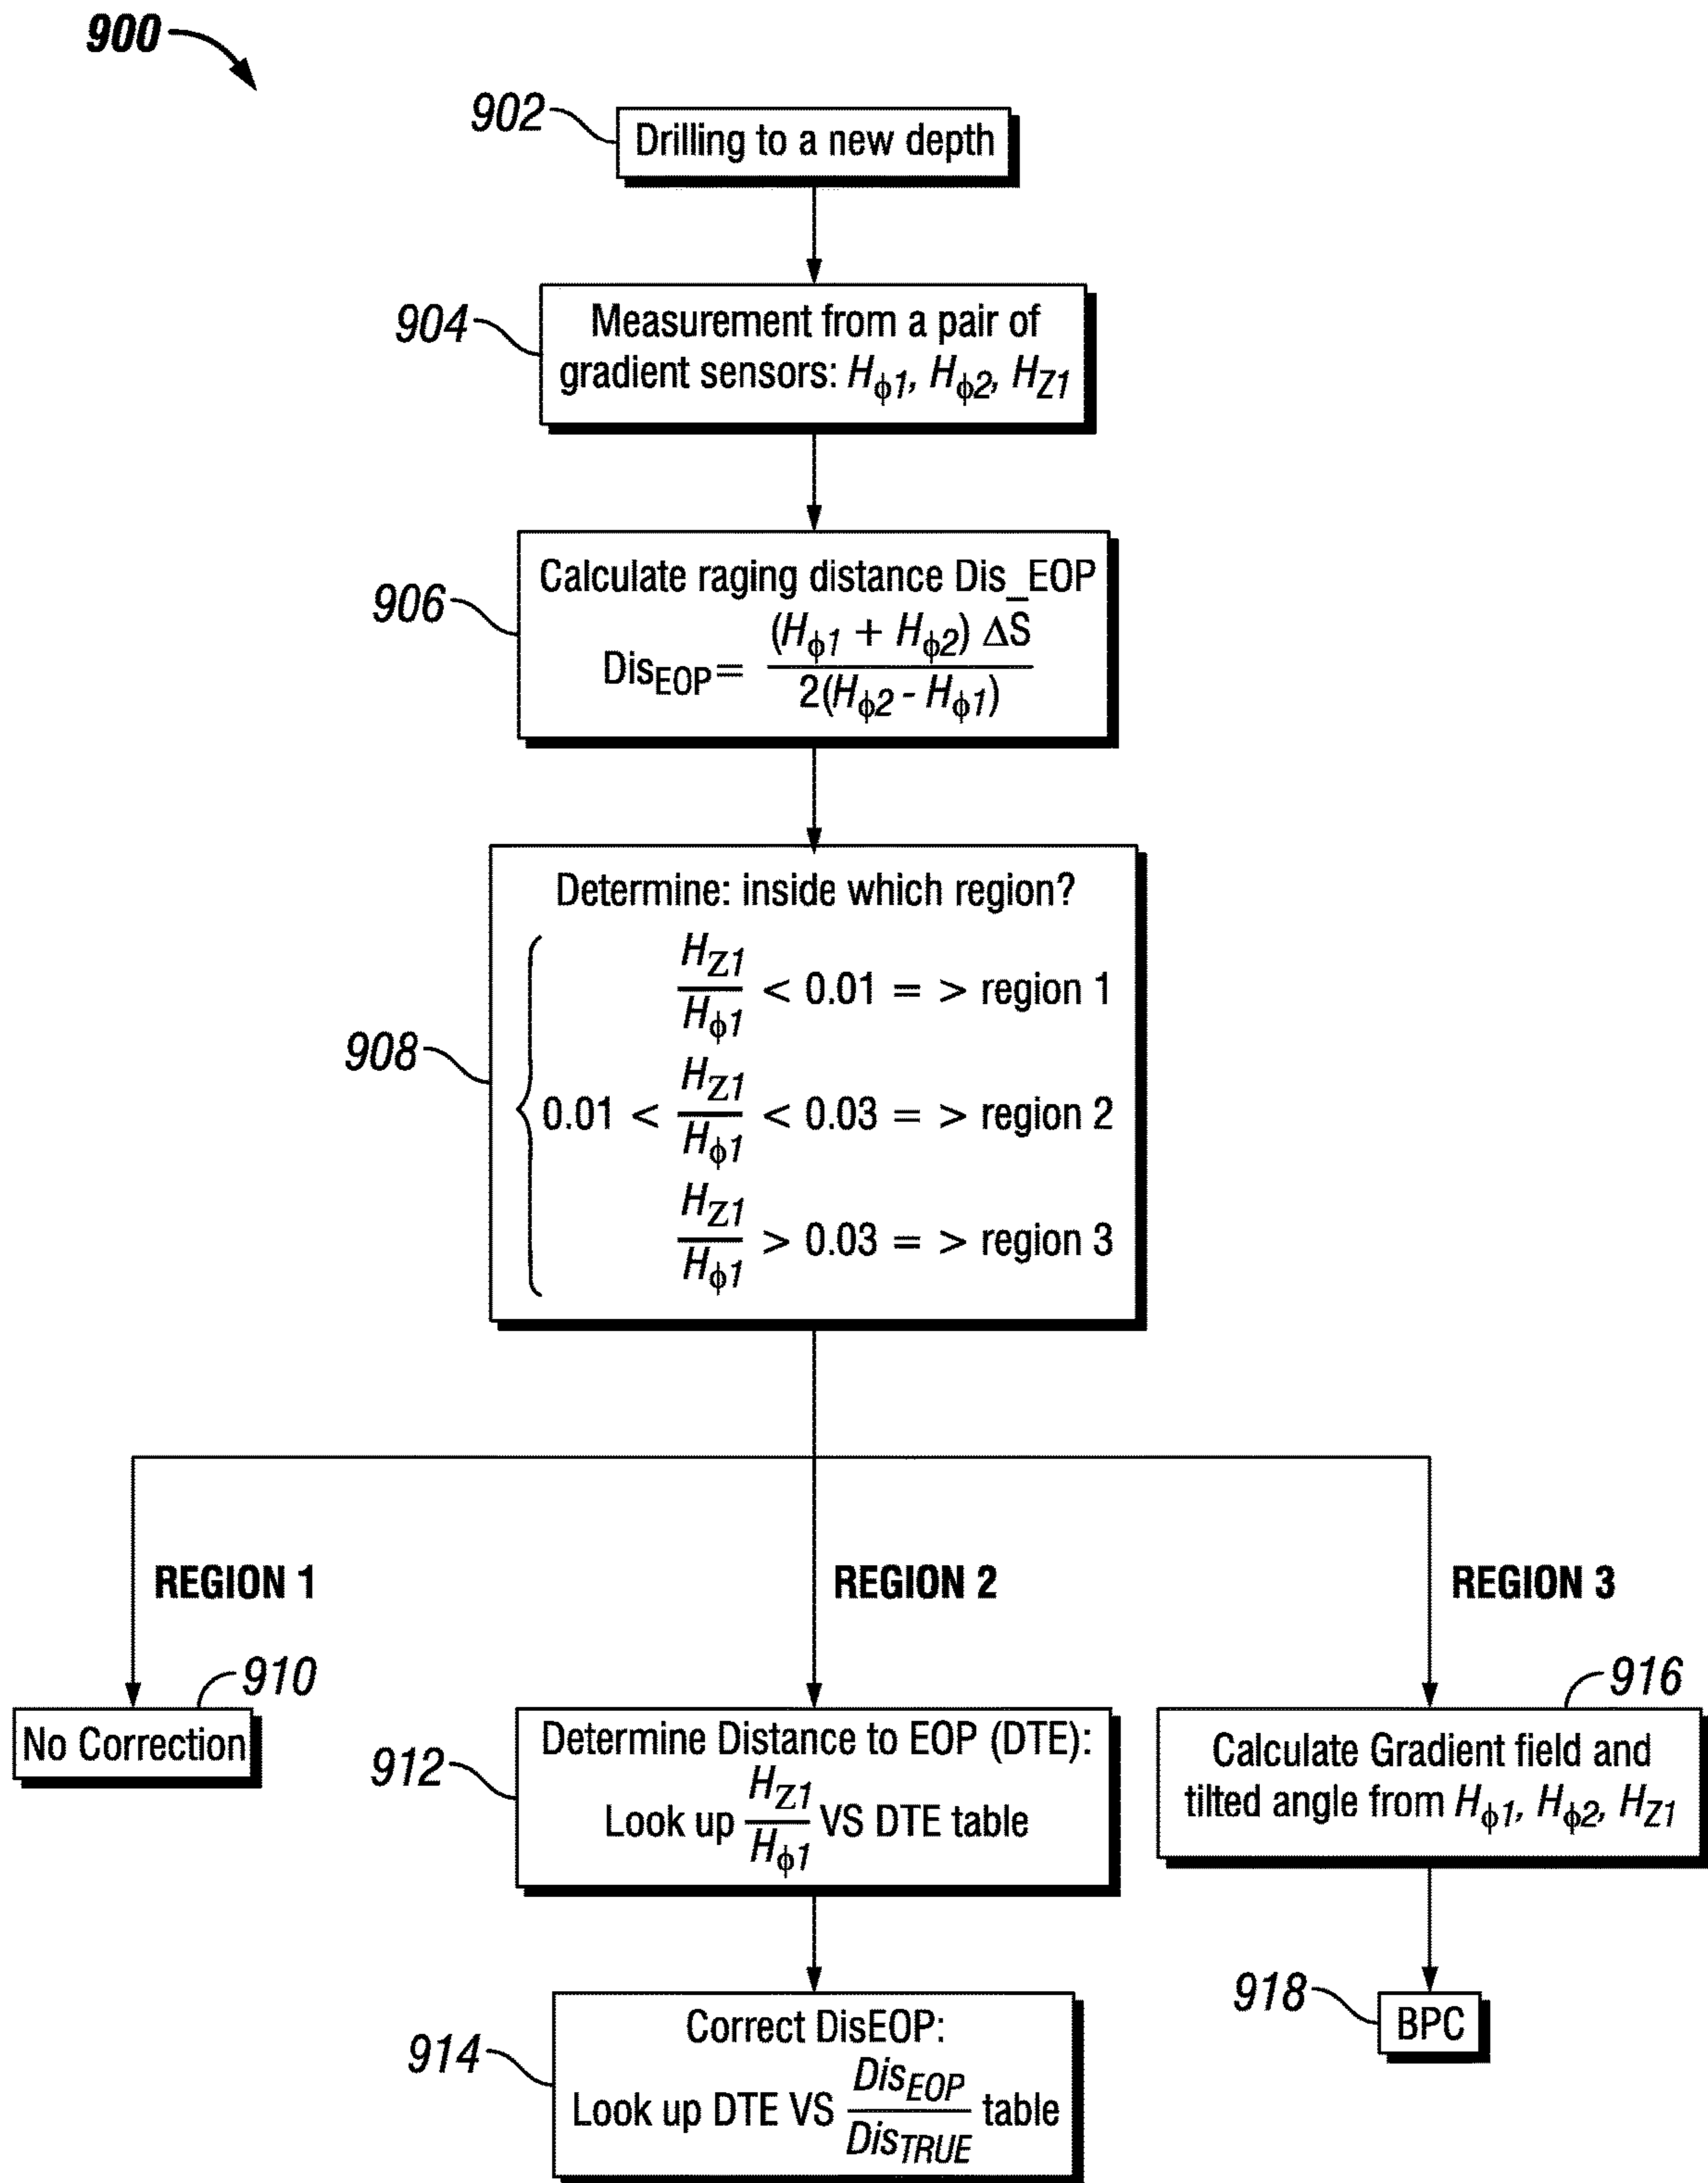 900
902
Drilling to a new depth
904
Measurement from a pair of
gradient sensors: Hϕ1, Hϕ2, HZ1
906
Calculate raging distance Dis_EOP
DisEOP = (Hϕ1 + Hϕ2) ΔS / 2(Hϕ2 - Hϕ1)
908
Determine: inside which region?
HZ1 / Hϕ1 < 0.01 = > region 1
0.01 < HZ1 / Hϕ1 < 0.03 = > region 2
HZ1 / Hϕ1 > 0.03 = > region 3
REGION 1
REGION 2
REGION 3
910
No Correction
912
Determine Distance to EOP (DTE):
Look up HZ1 / Hϕ1 VS DTE table
916
Calculate Gradient field and
tilted angle from Hϕ1, Hϕ2, HZ1
914
Correct DisEOP:
Look up DTE VS DisEOP / DisTRUE table
918
BPC